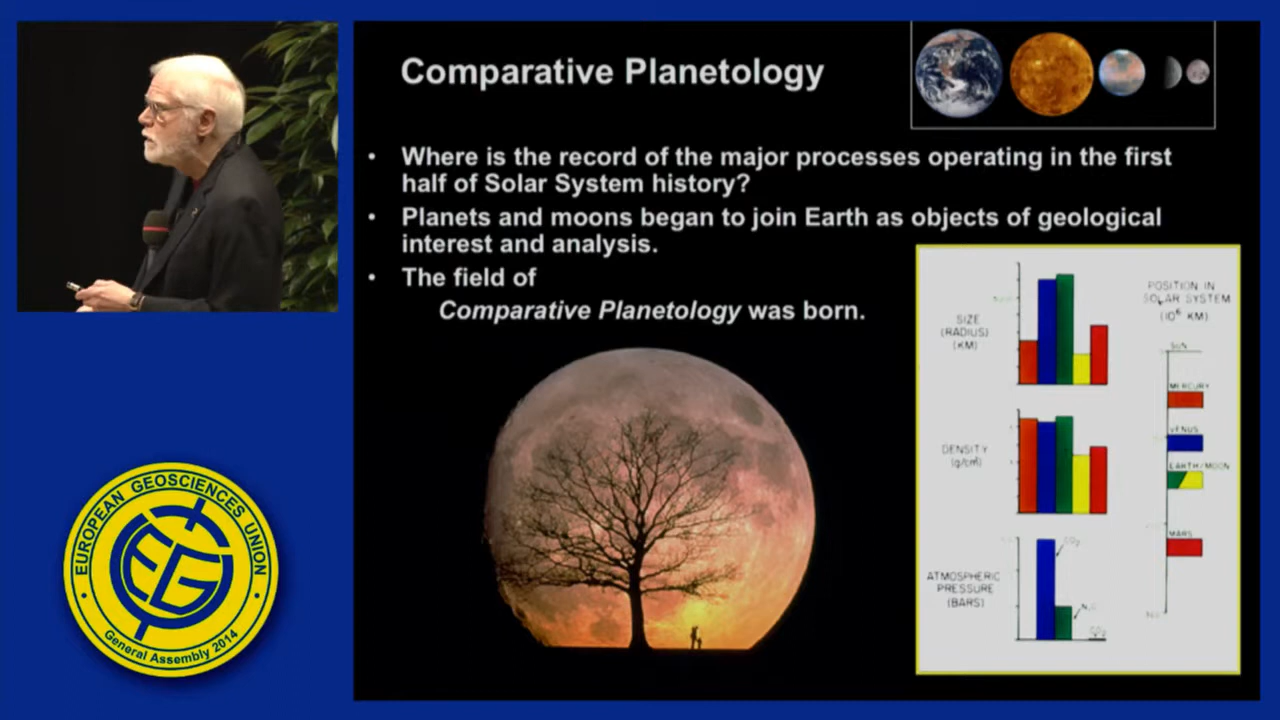 Comparative Planetology
• Where is the record of the major processes operating in the first
half of Solar System history?
• Planets and moons began to join Earth as objects of geological
interest and analysis.
• The field of
Comparative Planetology was born.
SIZE
(RADIUS)
(KM)
DENSITY
(g/cm³)
ATMOSPHERIC
PRESSURE
(BARS)
CO₂
CO₂
POSITION IN
SOLAR SYSTEM
(10⁶ KM)
SUN
MERCURY
VENUS
EARTH/MOON
MARS
EUROPEAN GEOSCIENCES UNION
EGU
General Assembly 2014